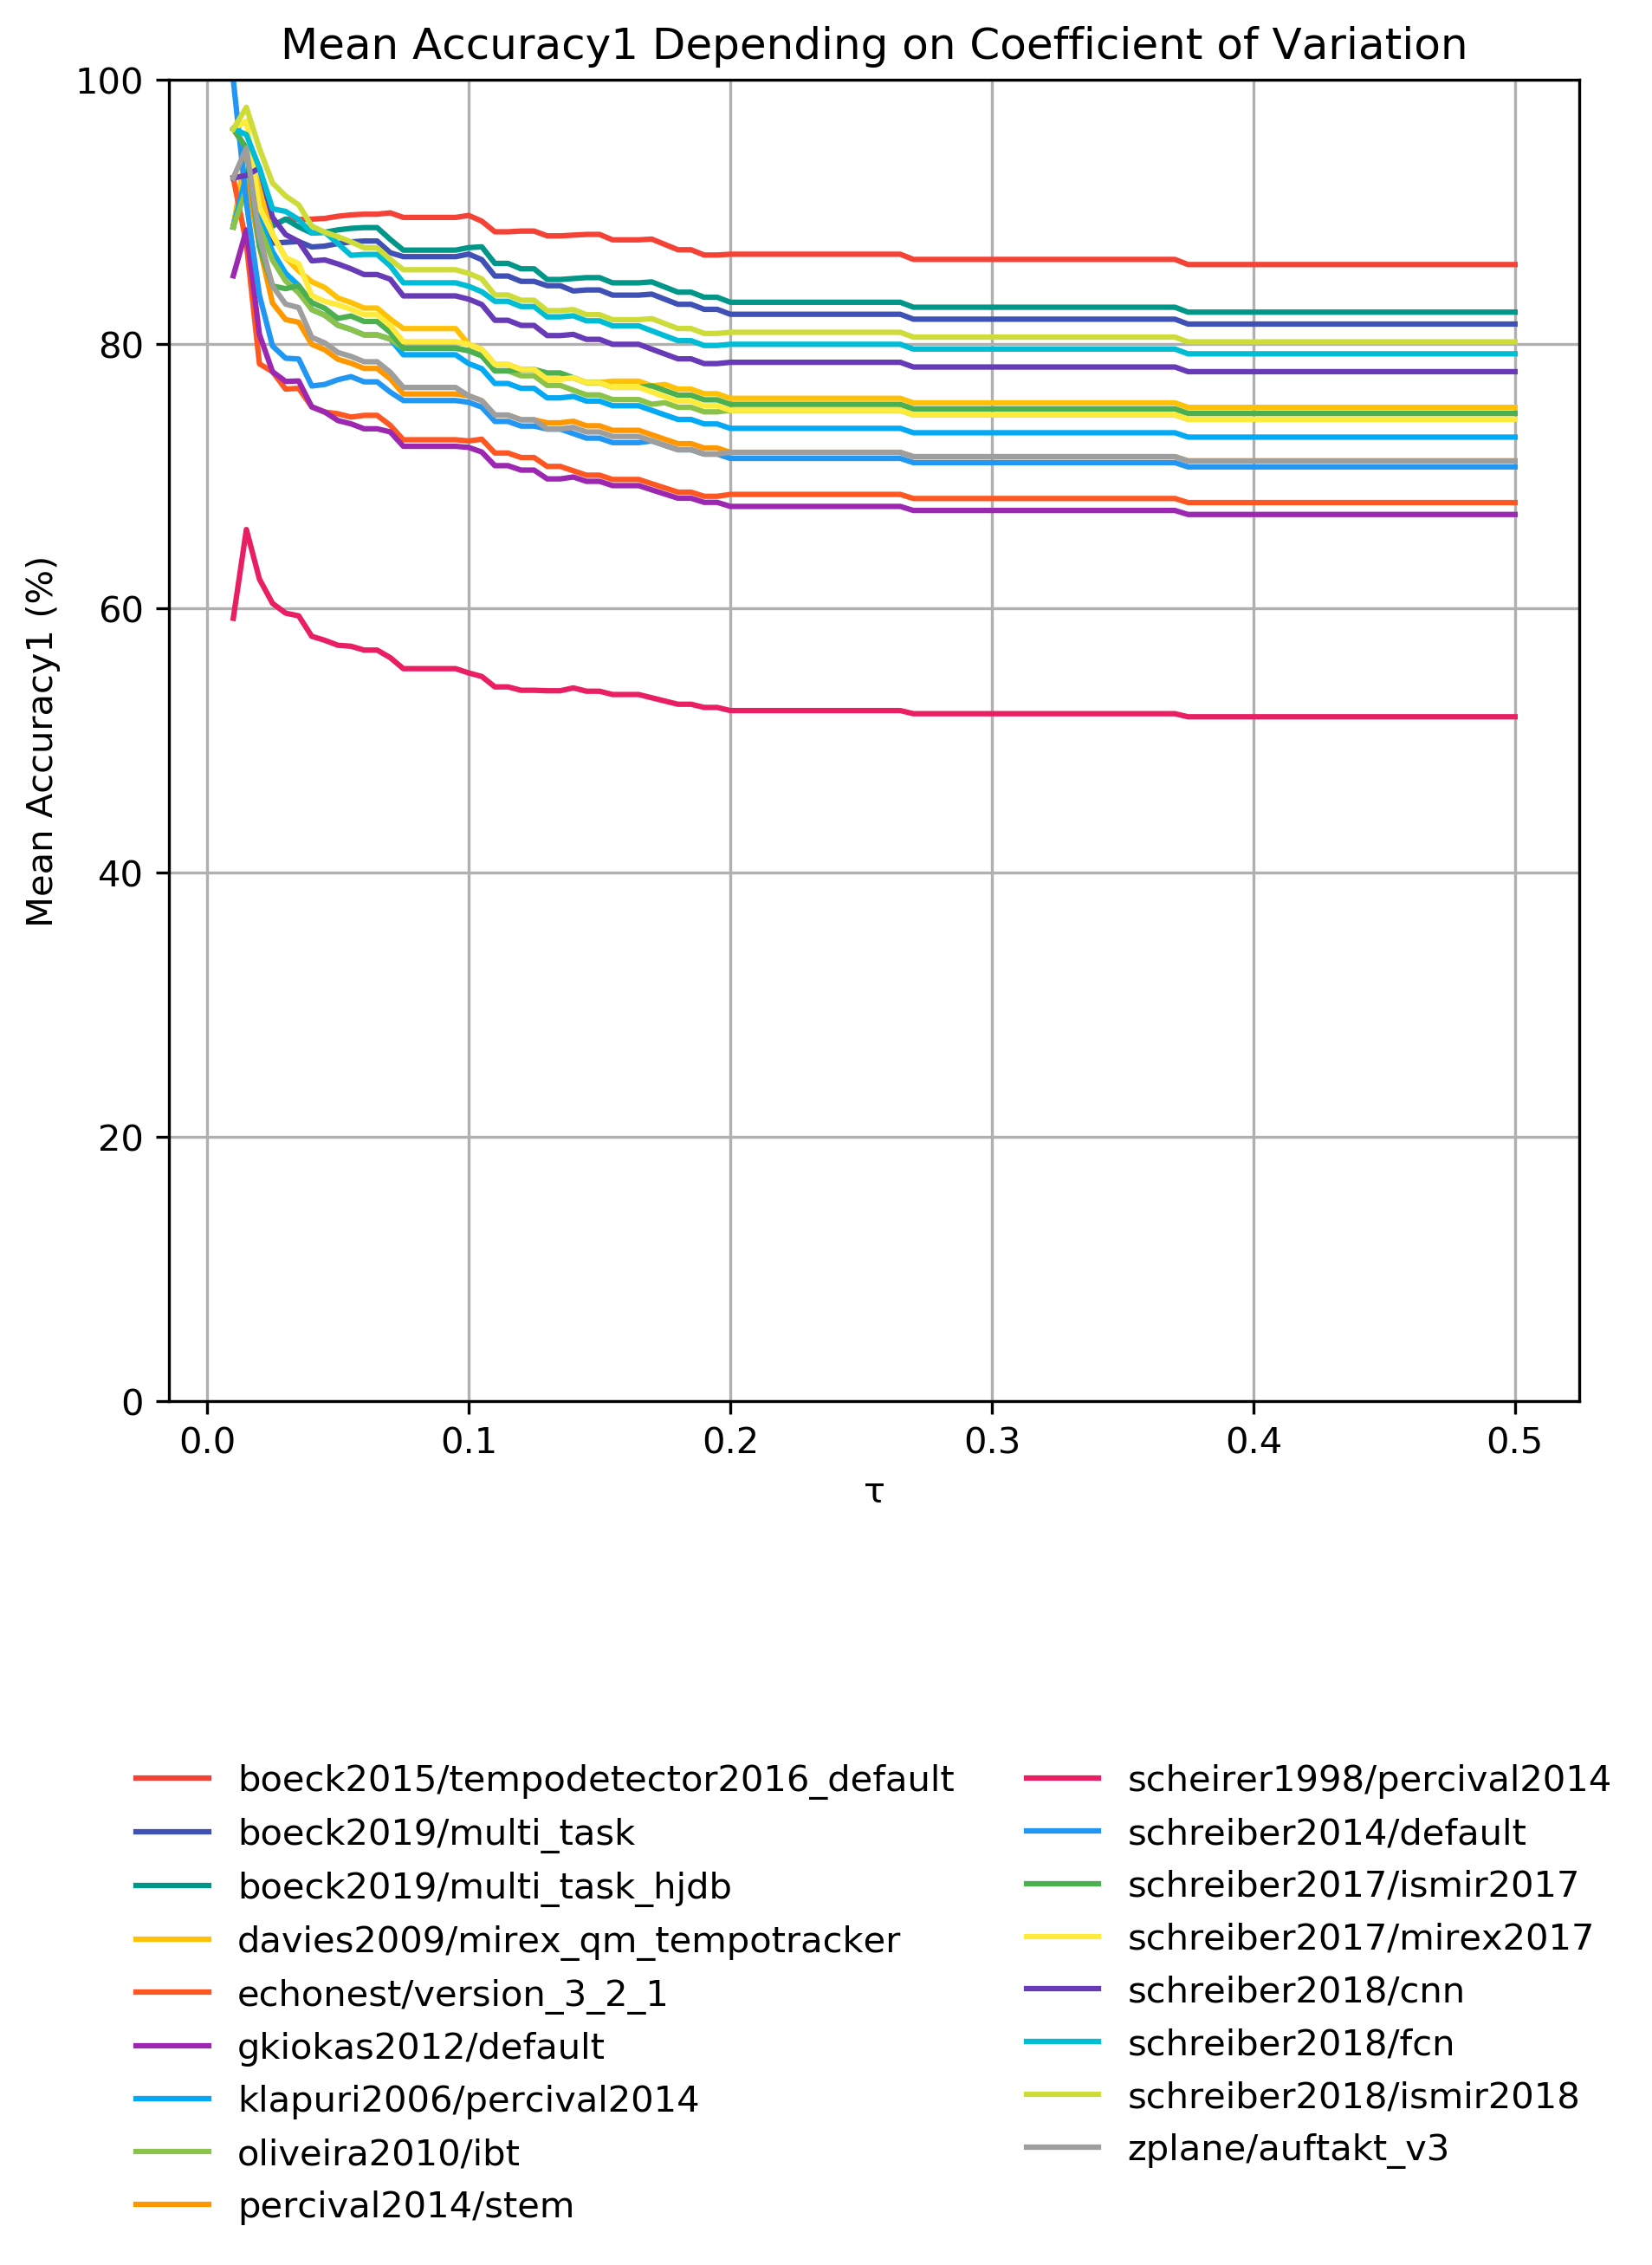 Mean Accuracy1 Depending on Coefficient of Variation
100
80
60
40
20
0
Mean Accuracy1 (%)
0.0 0.1 0.2 0.3 0.4 0.5
τ
boeck2015/tempodetector2016_default
boeck2019/multi_task
boeck2019/multi_task_hjdb
davies2009/mirex_qm_tempotracker
echonest/version_3_2_1
gkiokas2012/default
klapuri2006/percival2014
oliveira2010/ibt
percival2014/stem
scheirer1998/percival2014
schreiber2014/default
schreiber2017/ismir2017
schreiber2017/mirex2017
schreiber2018/cnn
schreiber2018/fcn
schreiber2018/ismir2018
zplane/auftakt_v3